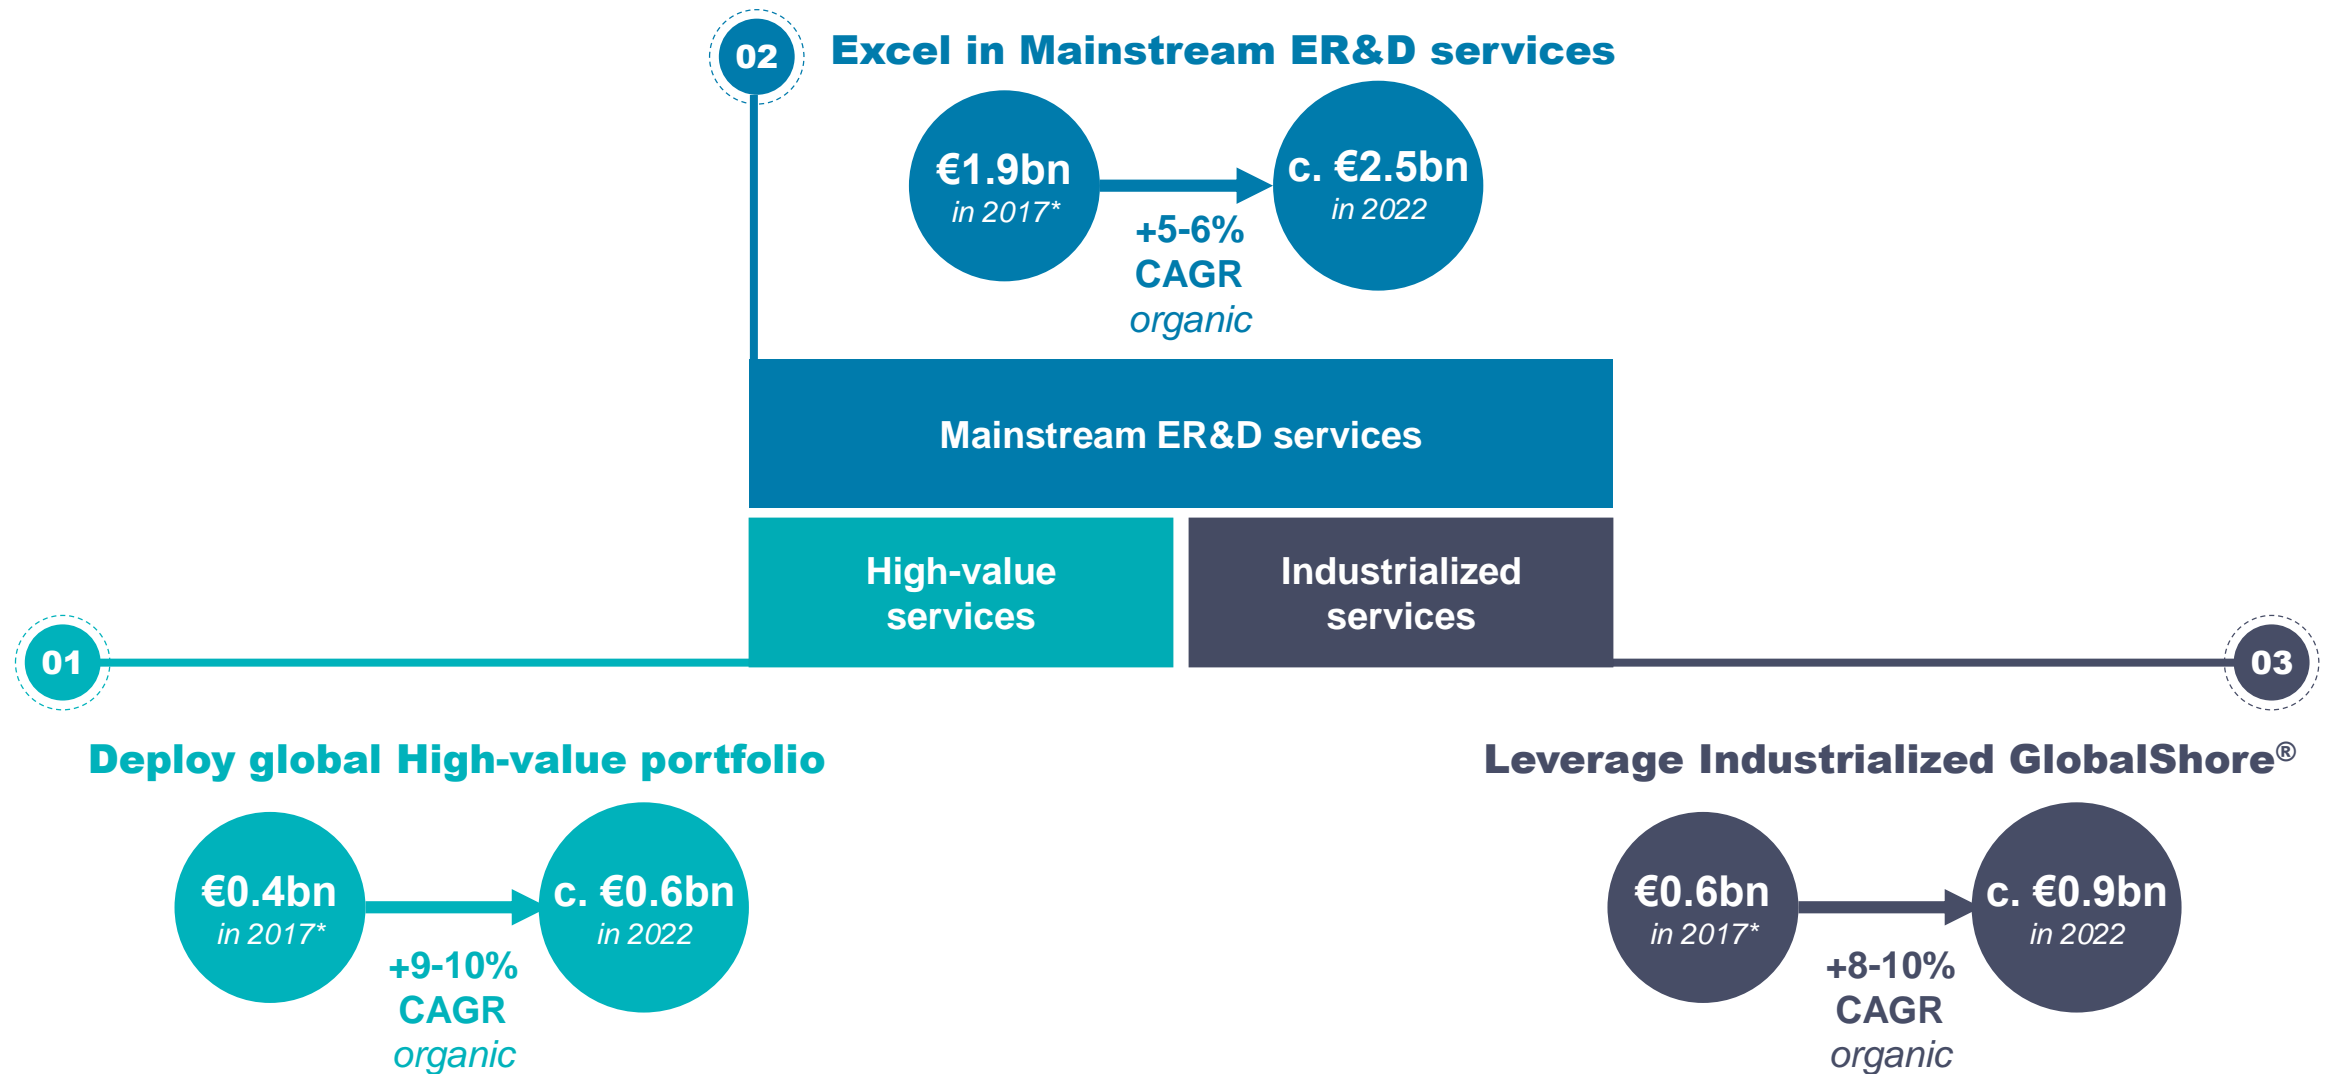 02
Excel in Mainstream ER&D services
€1.9bn
in 2017*
c. €2.5bn
in 2022
+5-6%
CAGR
organic
Mainstream ER&D services
High-value
services
Industrialized
services
01
03
Deploy global High-value portfolio
€0.4bn
in 2017*
c. €0.6bn
in 2022
+9-10%
CAGR
organic
Leverage Industrialized GlobalShore®
€0.6bn
in 2017*
c. €0.9bn
in 2022
+8-10%
CAGR
organic